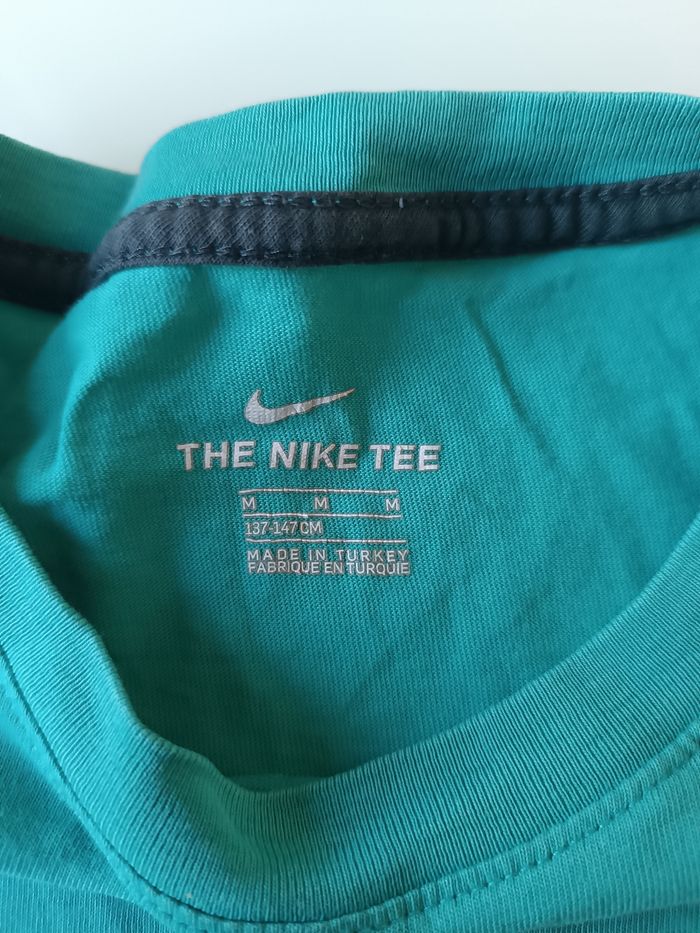 THE NIKE TEE
M M M
137-147 CM
MADE IN TURKEY
FABRIQUE EN TURQUIE